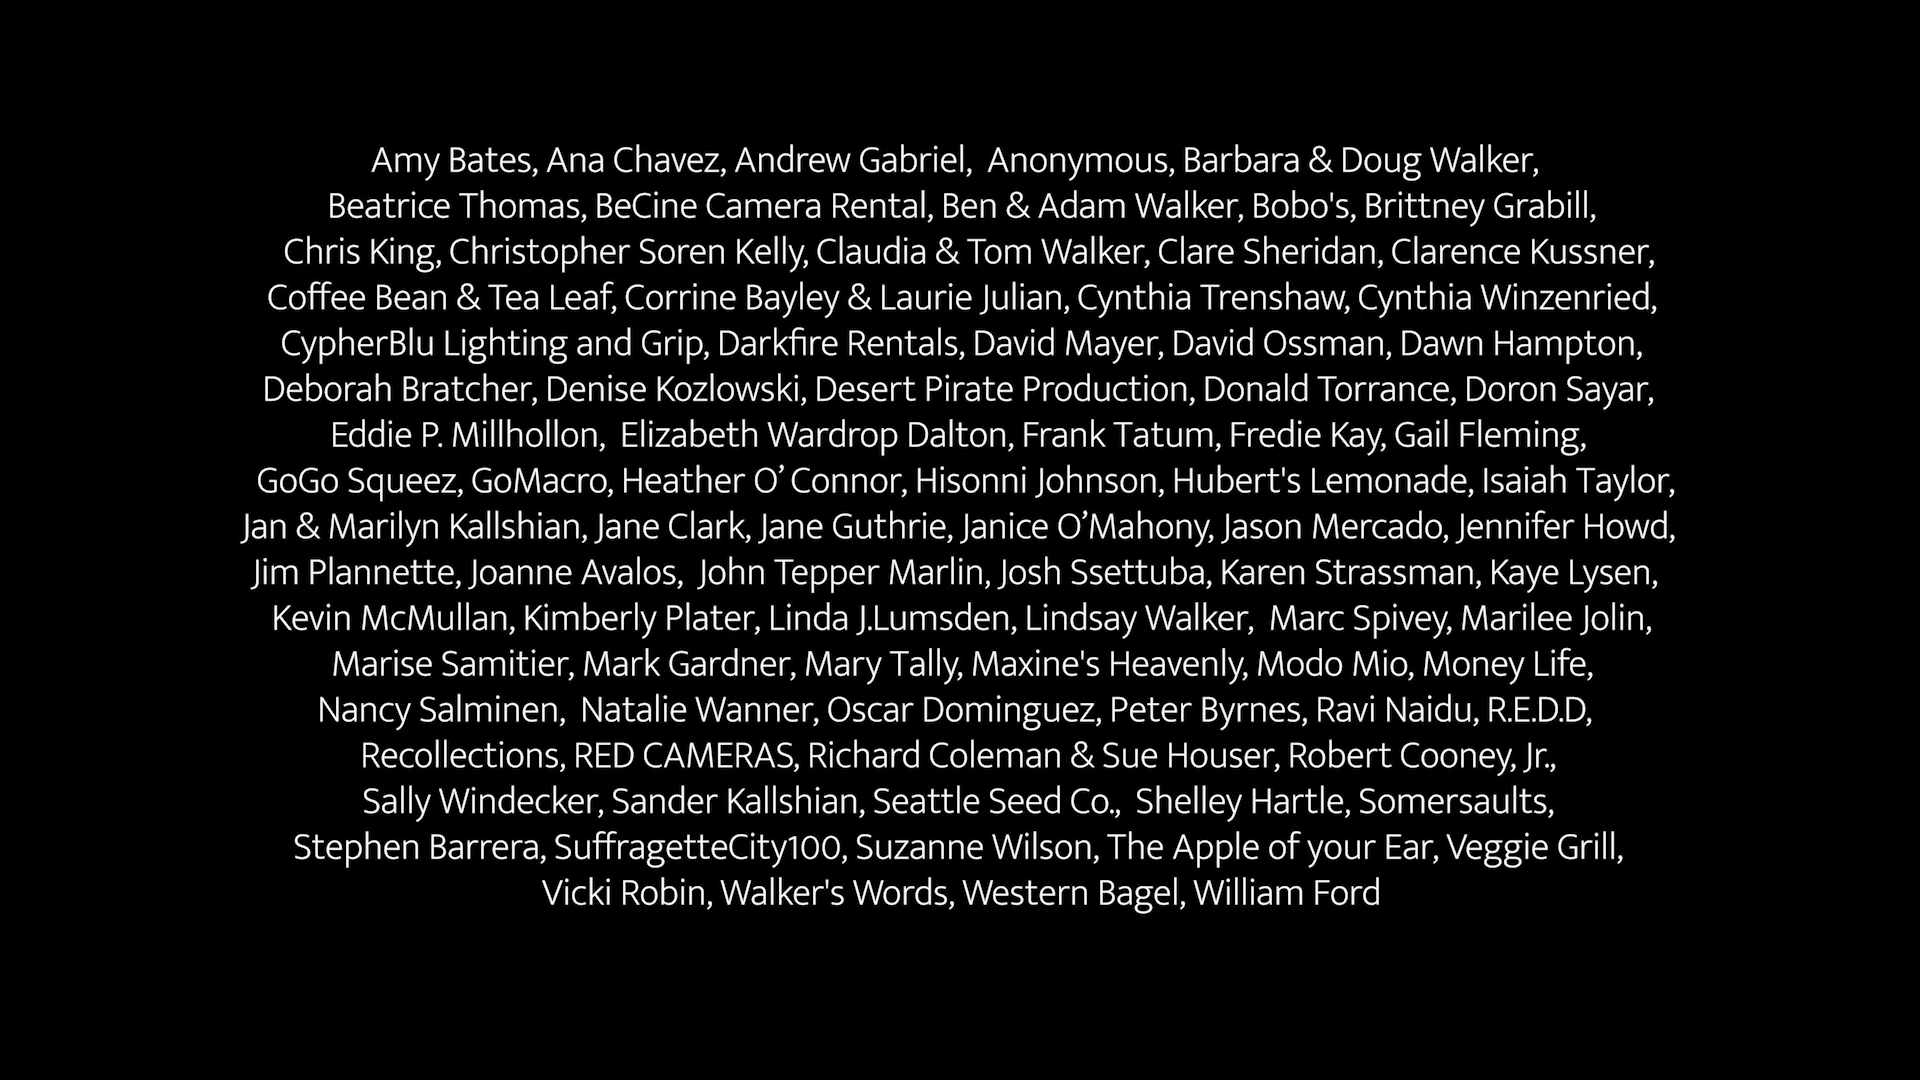 Amy Bates, Ana Chavez, Andrew Gabriel,  Anonymous, Barbara & Doug Walker,
Beatrice Thomas, BeCine Camera Rental, Ben & Adam Walker, Bobo's, Brittney Grabill,
Chris King, Christopher Soren Kelly, Claudia & Tom Walker, Clare Sheridan, Clarence Kussner,
Coffee Bean & Tea Leaf, Corrine Bayley & Laurie Julian, Cynthia Trenshaw, Cynthia Winzenried,
CypherBlu Lighting and Grip, Darkfire Rentals, David Mayer, David Ossman, Dawn Hampton,
Deborah Bratcher, Denise Kozlowski, Desert Pirate Production, Donald Torrance, Doron Sayar,
Eddie P. Millhollon,  Elizabeth Wardrop Dalton, Frank Tatum, Fredie Kay, Gail Fleming,
GoGo Squeez, GoMacro, Heather O’ Connor, Hisonni Johnson, Hubert's Lemonade, Isaiah Taylor,
Jan & Marilyn Kallshian, Jane Clark, Jane Guthrie, Janice O’Mahony, Jason Mercado, Jennifer Howd,
Jim Plannette, Joanne Avalos,  John Tepper Marlin, Josh Ssettuba, Karen Strassman, Kaye Lysen,
Kevin McMullan, Kimberly Plater, Linda J.Lumsden, Lindsay Walker,  Marc Spivey, Marilee Jolin,
Marise Samitier, Mark Gardner, Mary Tally, Maxine's Heavenly, Modo Mio, Money Life,
Nancy Salminen,  Natalie Wanner, Oscar Dominguez, Peter Byrnes, Ravi Naidu, R.E.D.D,
Recollections, RED CAMERAS, Richard Coleman & Sue Houser, Robert Cooney, Jr.,
Sally Windecker, Sander Kallshian, Seattle Seed Co.,  Shelley Hartle, Somersaults,
Stephen Barrera, SuffragetteCity100, Suzanne Wilson, The Apple of your Ear, Veggie Grill,
Vicki Robin, Walker's Words, Western Bagel, William Ford